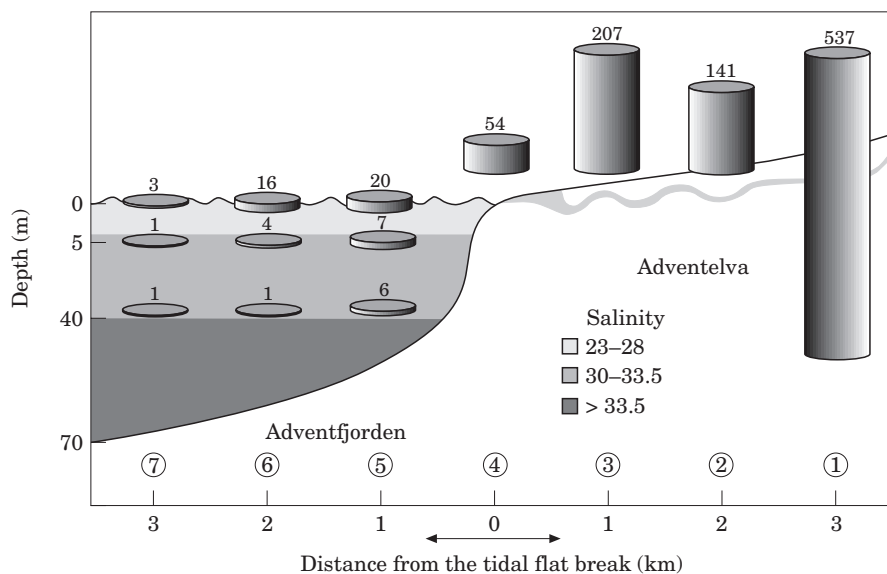 207
537
141
54
3 16 20
0
1 4 7
5
Adventelva
1 1 6
Salinity
40
23–28
30–33.5
> 33.5
Adventfjorden
70
⑦ ⑥ ⑤ ④ ③ ② ①
3 2 1 0 1 2 3
Distance from the tidal flat break (km)
Depth (m)